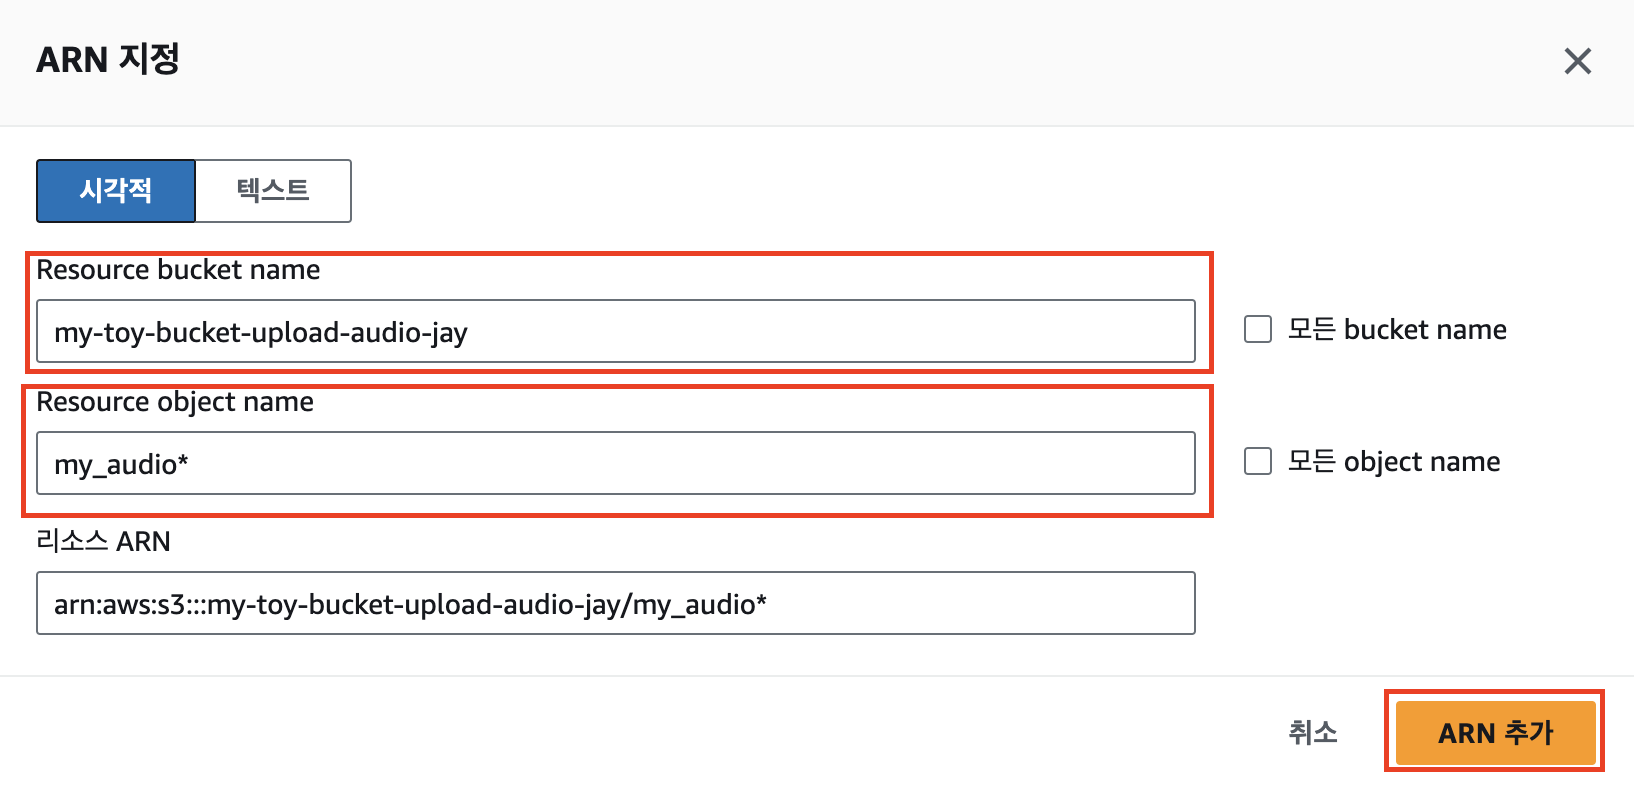 ARN 지정
시각적 텍스트
Resource bucket name
my-toy-bucket-upload-audio-jay
모든 bucket name
Resource object name
my_audio*
모든 object name
리소스 ARN
arn:aws:s3:::my-toy-bucket-upload-audio-jay/my_audio*
취소 ARN 추가